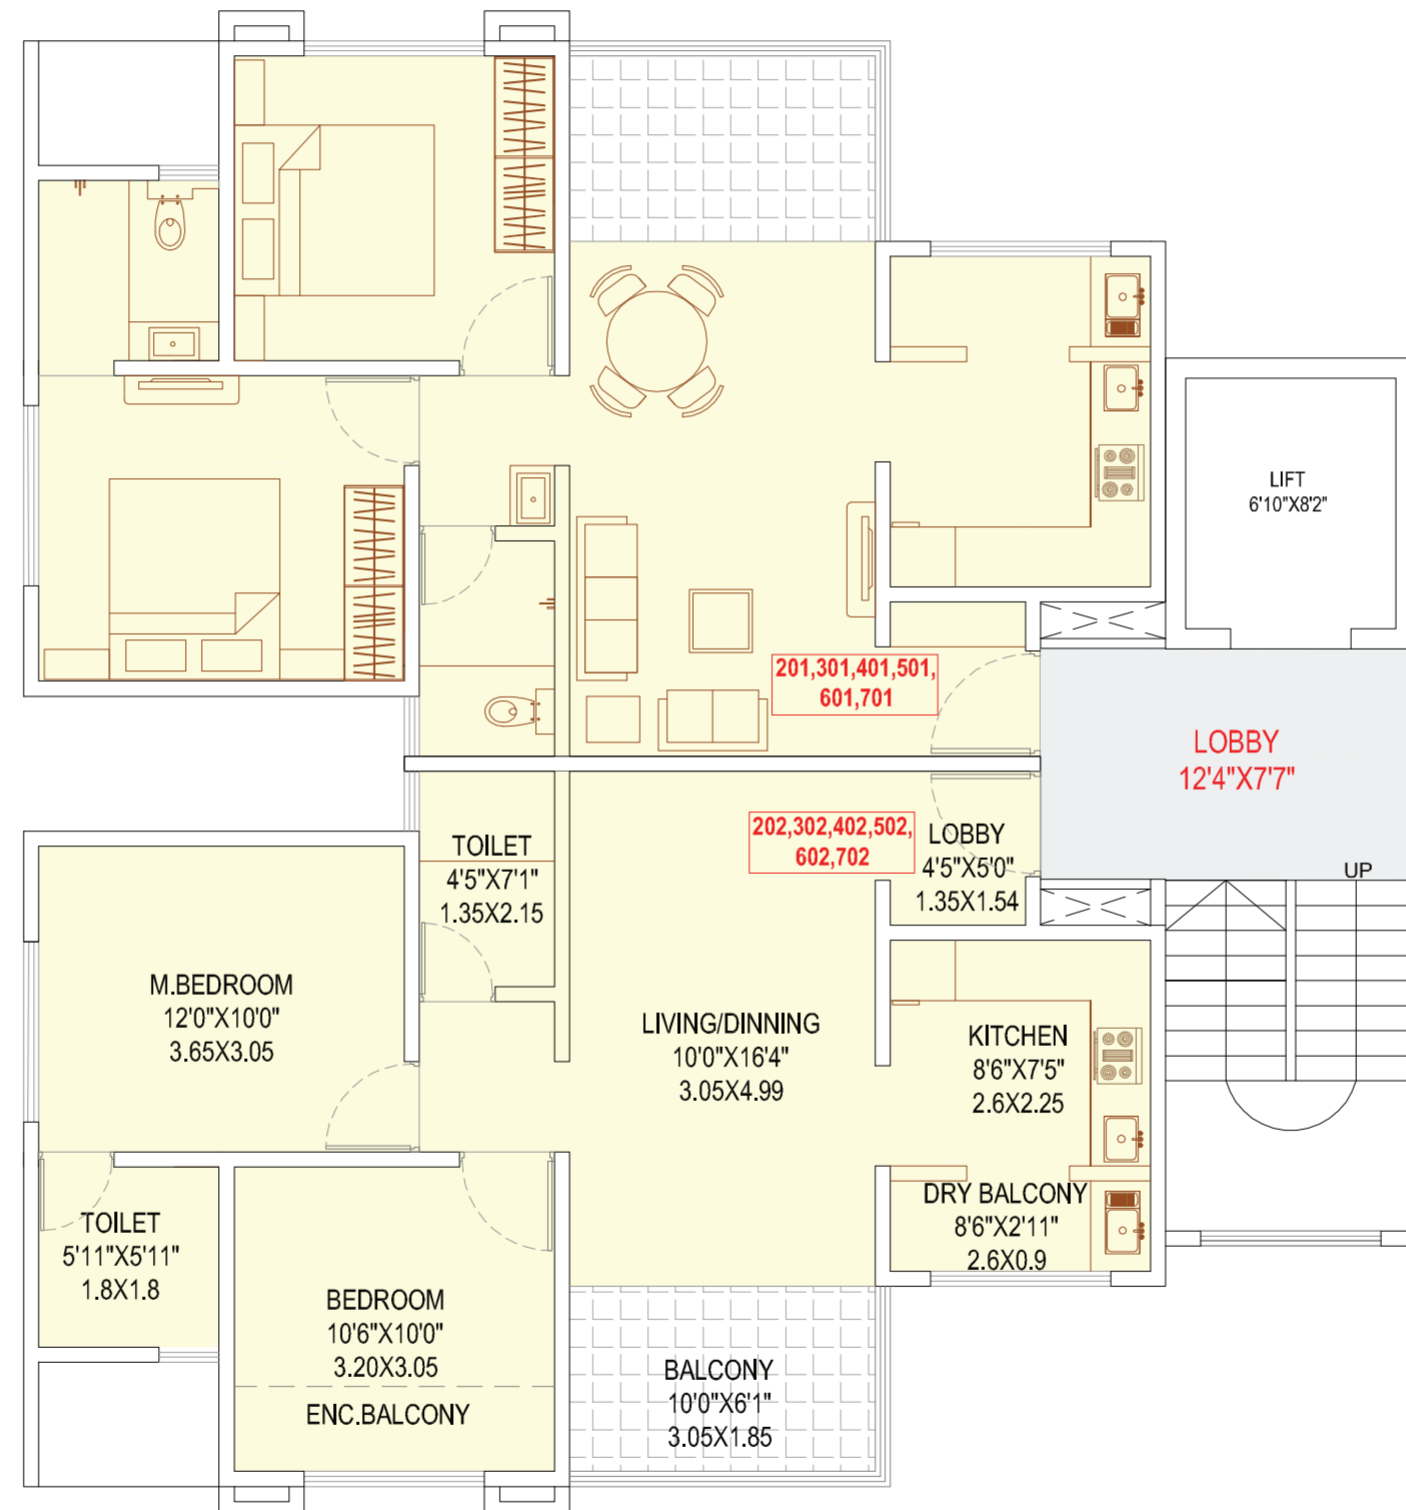 LIFT
6'10"X8'2"
201,301,401,501,
601,701
LOBBY
12'4"X7'7"
202,302,402,502,
602,702
LOBBY
4'5"X5'0"
1.35X1.54
TOILET
4'5"X7'1"
1.35X2.15
UP
M.BEDROOM
12'0"X10'0"
3.65X3.05
LIVING/DINNING
10'0"X16'4"
3.05X4.99
KITCHEN
8'6"X7'5"
2.6X2.25
DRY BALCONY
8'6"X2'11"
2.6X0.9
TOILET
5'11"X5'11"
1.8X1.8
BEDROOM
10'6"X10'0"
3.20X3.05
ENC.BALCONY
BALCONY
10'0"X6'1"
3.05X1.85